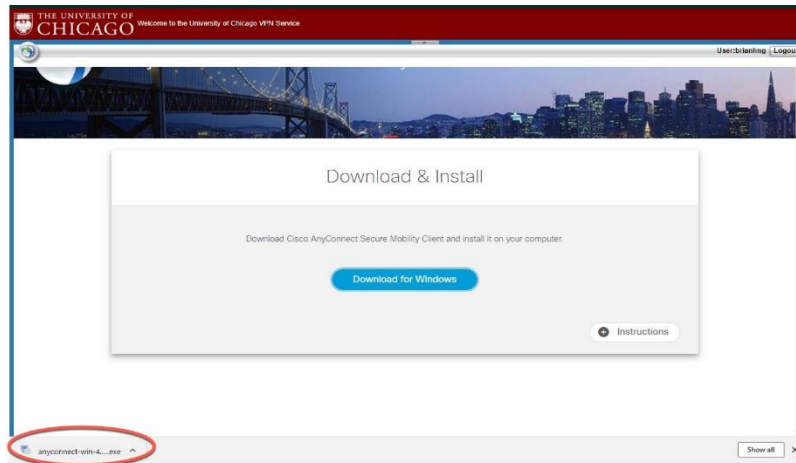 THE UNIVERSITY OF
CHICAGO
Welcome to the University of Chicago VPN Service
User:brianhng Logou
Download & Install
Download Cisco AnyConnect Secure Mobility Client and install it on your computer.
Download for Windows
Instructions
anyconnect-win-4....exe
Show all